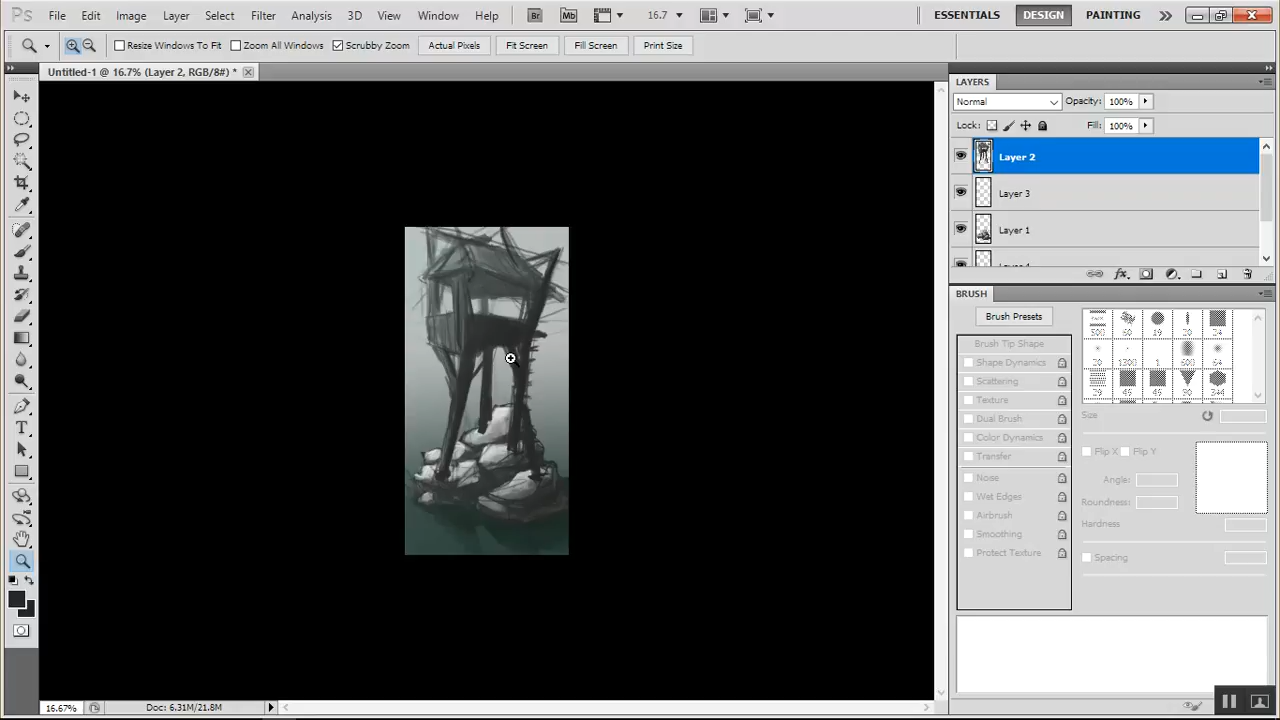 Ps File Edit Image Layer Select Filter Analysis 3D View Window Help Br Mb 16.7 ESSENTIALS DESIGN PAINTING
Resize Windows To Fit Zoom All Windows Scrubby Zoom Actual Pixels Fit Screen Fill Screen Print Size
Untitled-1 @ 16.7% (Layer 2, RGB/8#) *
LAYERS
Normal Opacity: 100%
Lock: Fill: 100%
Layer 2
Layer 3
Layer 1
BRUSH
Brush Presets
Brush Tip Shape
Shape Dynamics
Scattering
Texture
Dual Brush
Color Dynamics
Transfer
Noise
Wet Edges
Airbrush
Smoothing
Protect Texture
Size
Flip X Flip Y
Angle:
Roundness:
Hardness
Spacing
16.67% Doc: 6.31M/21.8M